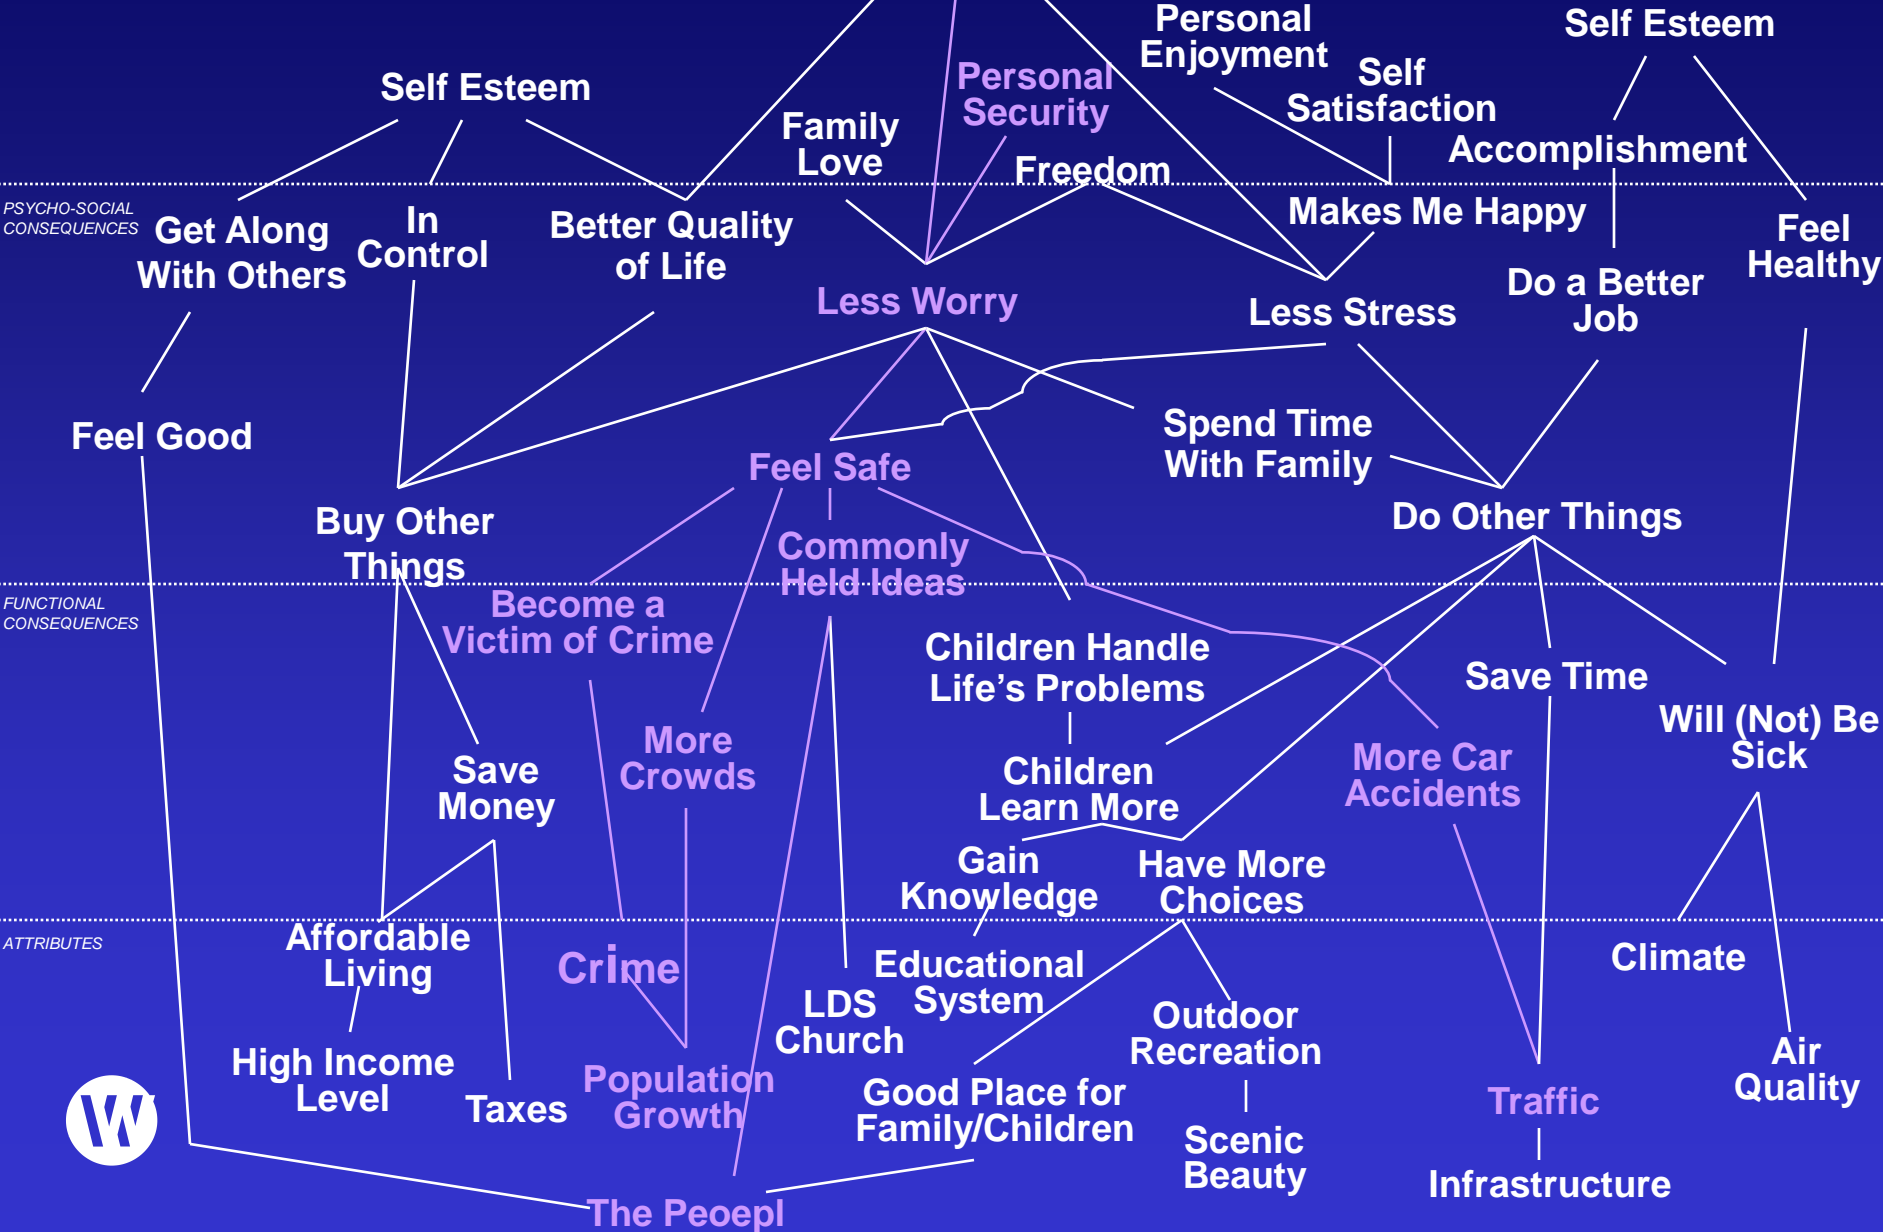 Personal
Enjoyment
Self Esteem
Self Esteem
Personal
Security
Self
Satisfaction
Family
Love
Freedom
Accomplishment
PSYCHO-SOCIAL
CONSEQUENCES
Get Along
With Others
In
Control
Better Quality
of Life
Makes Me Happy
Feel
Healthy
Less Worry
Less Stress
Do a Better
Job
Feel Good
Feel Safe
Spend Time
With Family
Buy Other
Things
Commonly
Held Ideas
Do Other Things
FUNCTIONAL
CONSEQUENCES
Become a
Victim of Crime
Children Handle
Life’s Problems
Save Time
Will (Not) Be
Sick
Save
Money
More
Crowds
Children
Learn More
More Car
Accidents
Gain
Knowledge
Have More
Choices
ATTRIBUTES
Affordable
Living
Crime
LDS
Church
Educational
System
Outdoor
Recreation
Climate
High Income
Level
Taxes
Population
Growth
Good Place for
Family/Children
Scenic
Beauty
Traffic
Air
Quality
Infrastructure
W
The Peoepl